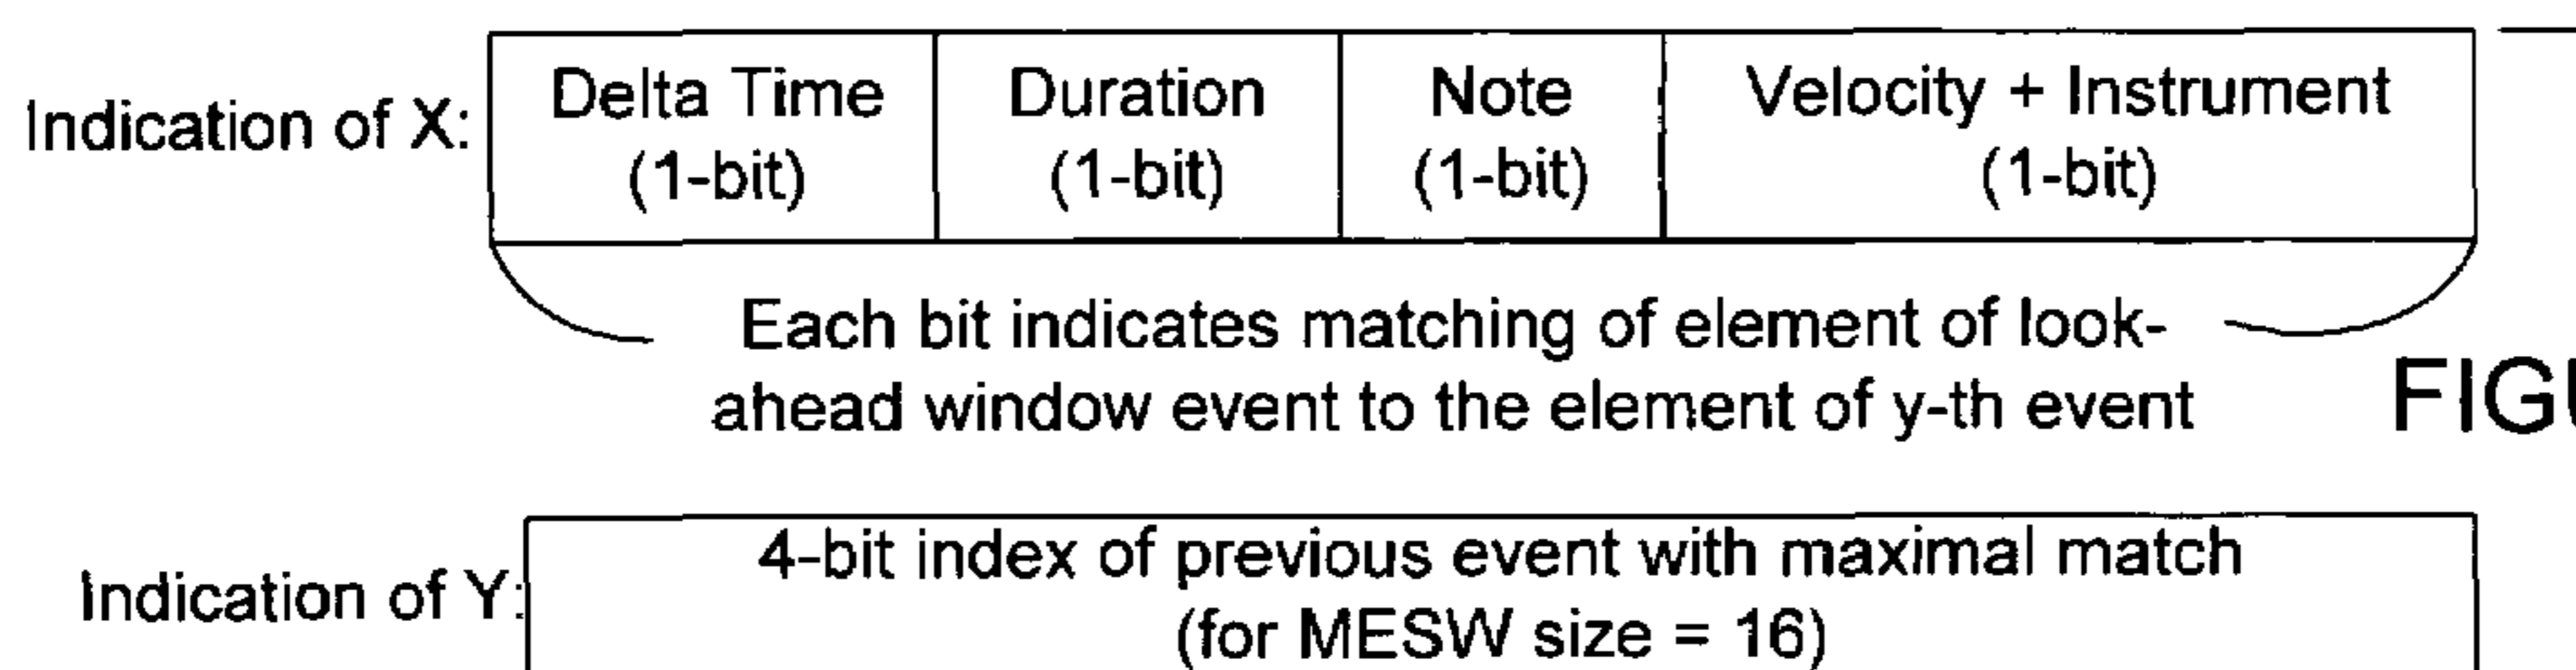 Indication of X:
Delta Time
(1-bit)
Duration
(1-bit)
Note
(1-bit)
Velocity + Instrument
(1-bit)
Each bit indicates matching of element of look-
ahead window event to the element of y-th event
Indication of Y:
4-bit index of previous event with maximal match
(for MESW size = 16)